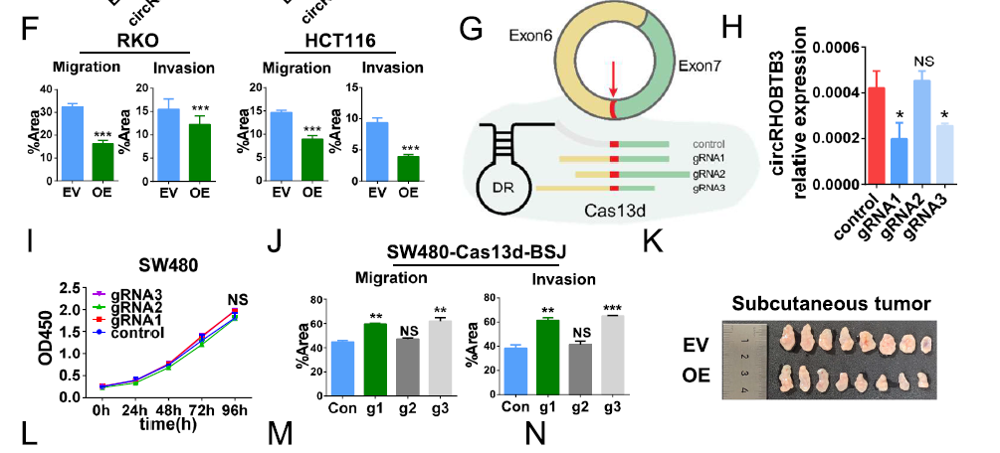 circR
circR
F
RKO
HCT116
Migration
Invasion
Migration
Invasion
%Area
40
30
20
10
0
***
EV
OE
%Area
20
15
10
5
0
***
EV
OE
%Area
20
15
10
5
0
***
EV
OE
%Area
15
10
5
0
***
EV
OE
G
Exon6
Exon7
DR
control
gRNA1
gRNA2
gRNA3
Cas13d
H
circRHOBTB3
relative expression
0.0006
0.0004
0.0002
0.0000
*
NS
*
control
gRNA1
gRNA2
gRNA3
I
SW480
OD450
2.5
2.0
1.5
1.0
0.5
0.0
gRNA3
gRNA2
gRNA1
control
NS
0h
24h
48h
72h
96h
time(h)
J
SW480-Cas13d-BSJ
Migration
Invasion
%Area
80
60
40
20
0
**
NS
**
Con
g1
g2
g3
%Area
80
60
40
20
0
**
NS
***
Con
g1
g2
g3
K
Subcutaneous tumor
EV
OE
1
2
3
4
L
M
N